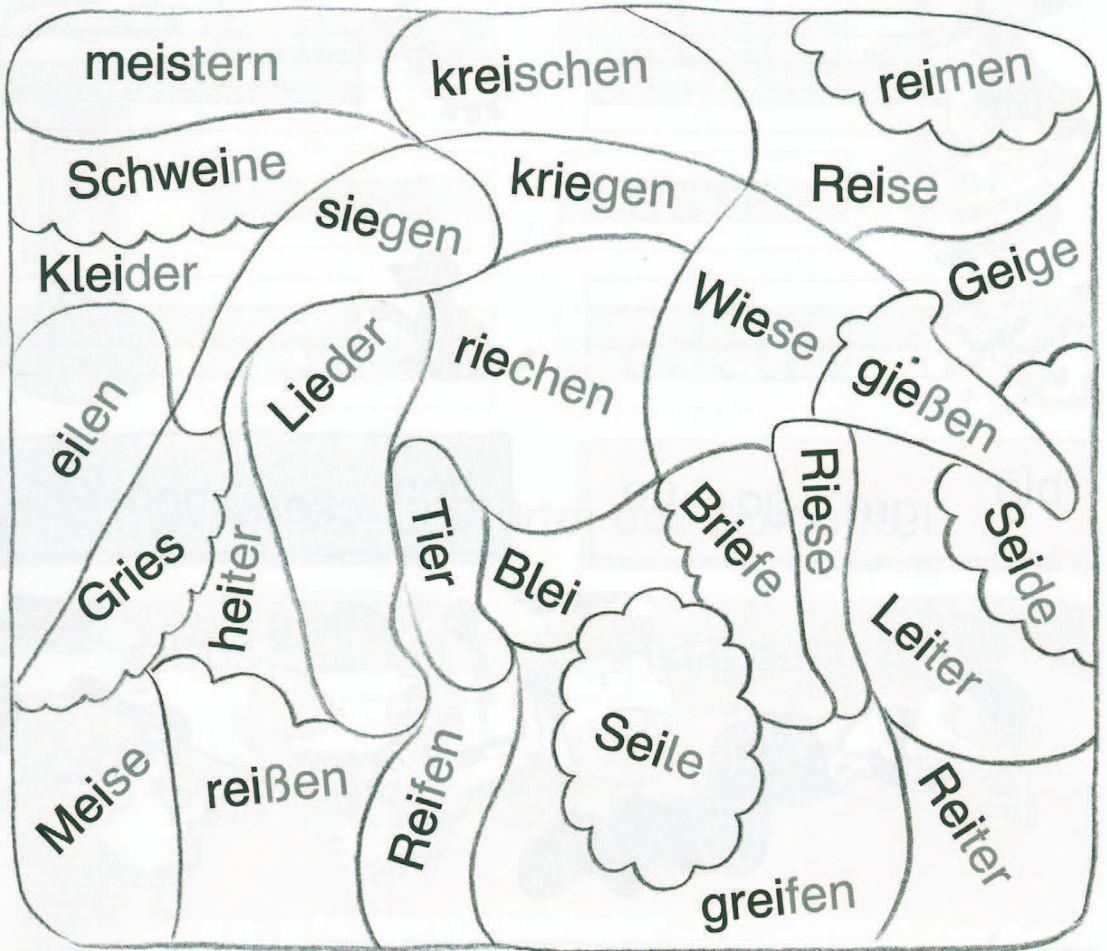 meistern
kreischen
reimen
Schweine
siegen
kriegen
Reise
Kleider
Geige
Wiese
eilen
Lieder
riechen
gießen
Gries
heiter
Tier
Blei
Briefe
Riese
Seide
Leiter
Meise
reißen
Reifen
Seile
Reiter
greifen